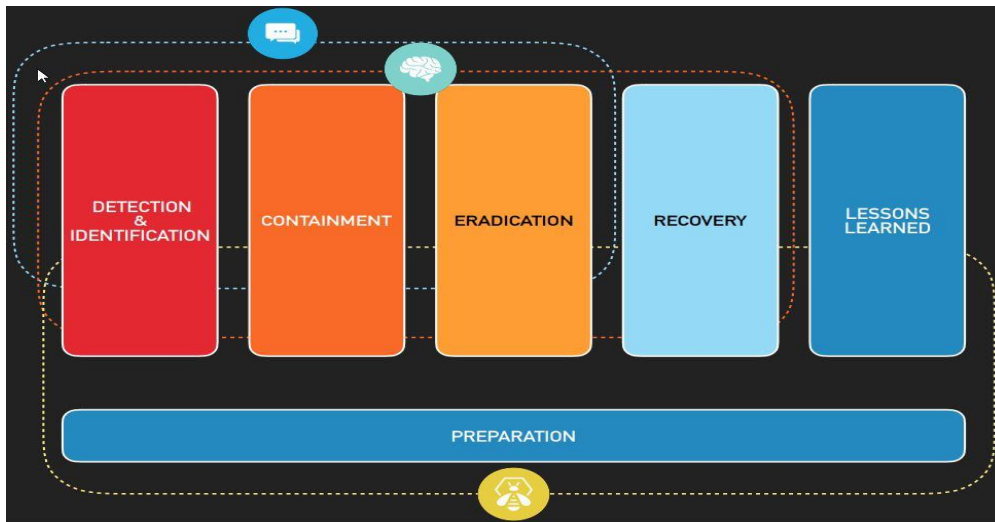 DETECTION
&
IDENTIFICATION
CONTAINMENT
ERADICATION
RECOVERY
LESSONS
LEARNED
PREPARATION